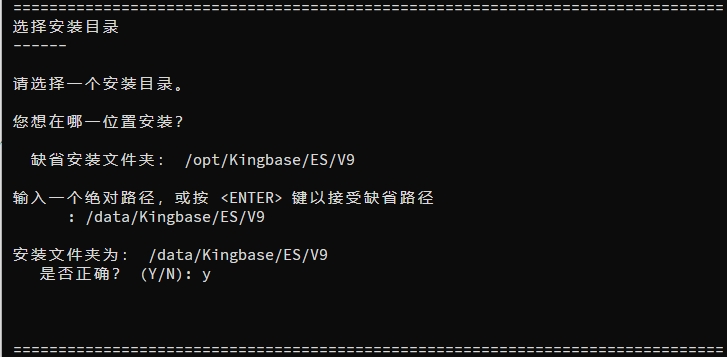 ===============================================================================
选择安装目录
------
请选择一个安装目录。
您想在哪一位置安装？
缺省安装文件夹： /opt/Kingbase/ES/V9
输入一个绝对路径，或按 <ENTER> 键以接受缺省路径
: /data/Kingbase/ES/V9
安装文件夹为： /data/Kingbase/ES/V9
是否正确？ (Y/N): y
===============================================================================